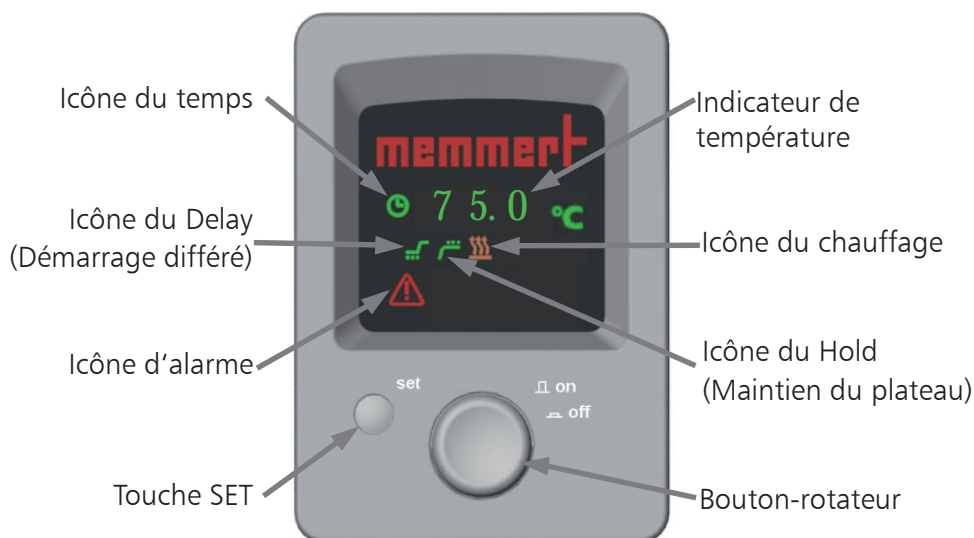 Icône du temps
Indicateur de
température
memmert
75.0 °C
Icône du Delay
(Démarrage différé)
Icône du chauffage
Icône d‘alarme
Icône du Hold
(Maintien du plateau)
set
on
off
Touche SET
Bouton-rotateur